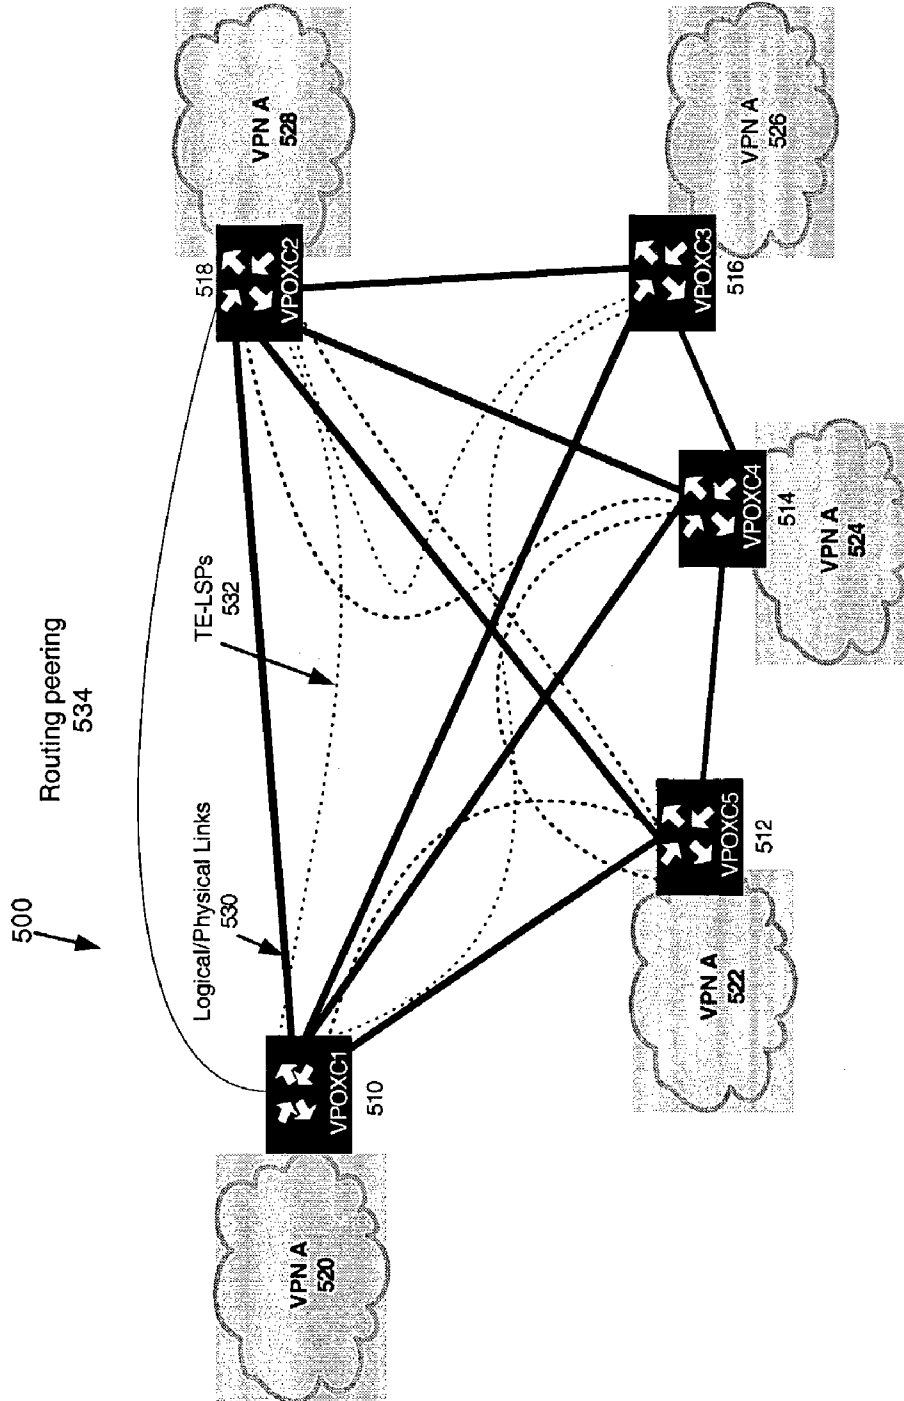 500
Routing peering
534
VPN A
528
518
VPOXC2
TE-LSPs
532
Logical/Physical Links
530
VPN A
520
VPOXC1
510
VPN A
526
VPOXC3
516
VPOXC4
514
VPN A
524
VPOXC5
512
VPN A
522